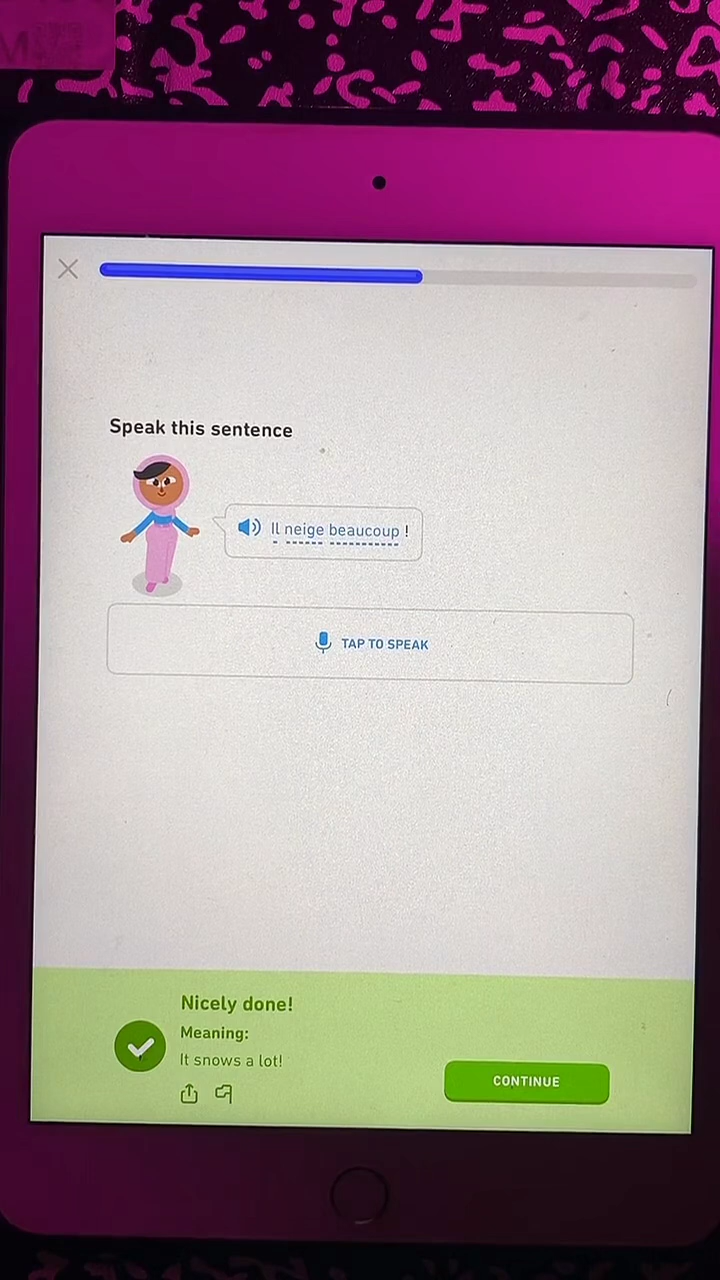 Speak this sentence
Il neige beaucoup !
TAP TO SPEAK
Nicely done!
Meaning:
It snows a lot!
CONTINUE